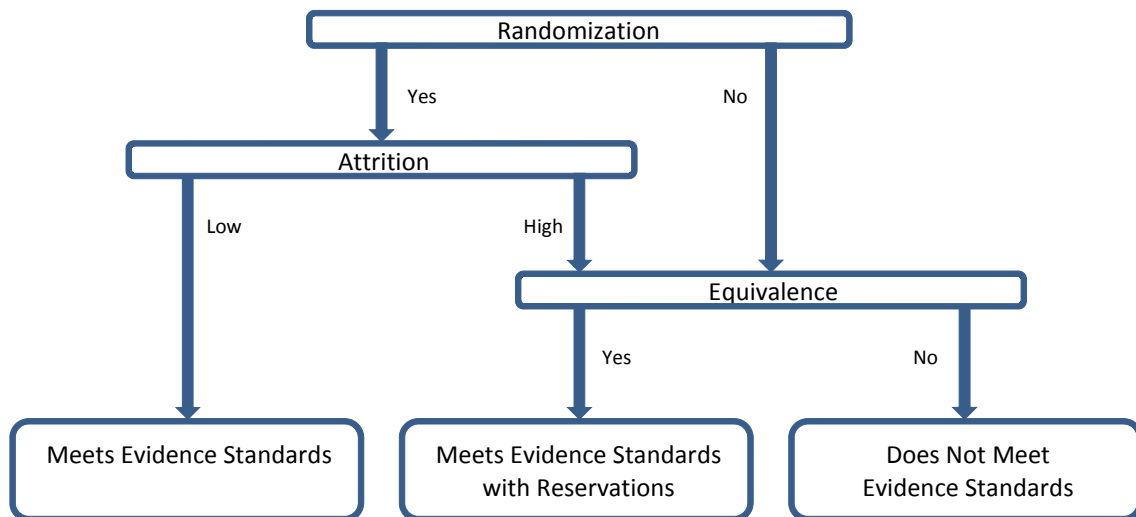 Randomization
Yes
No
Attrition
Low
High
Equivalence
Yes
No
Meets Evidence Standards
Meets Evidence Standards
with Reservations
Does Not Meet
Evidence Standards